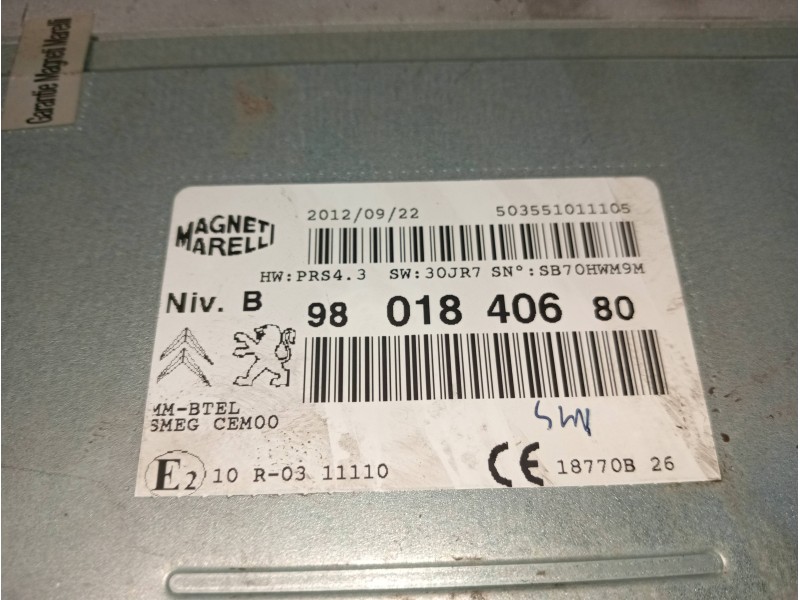 Garantie Magneti Marelli
MAGNETI
MARELLI
2012/09/22 503551011105
HW:PRS4.3 SW:30JR7 SN°:SB70HWM9M
Niv. B 98 018 406 80
MM-BTEL
SMEG CEM00
E2 10 R-03 11110 CE 18770B 26